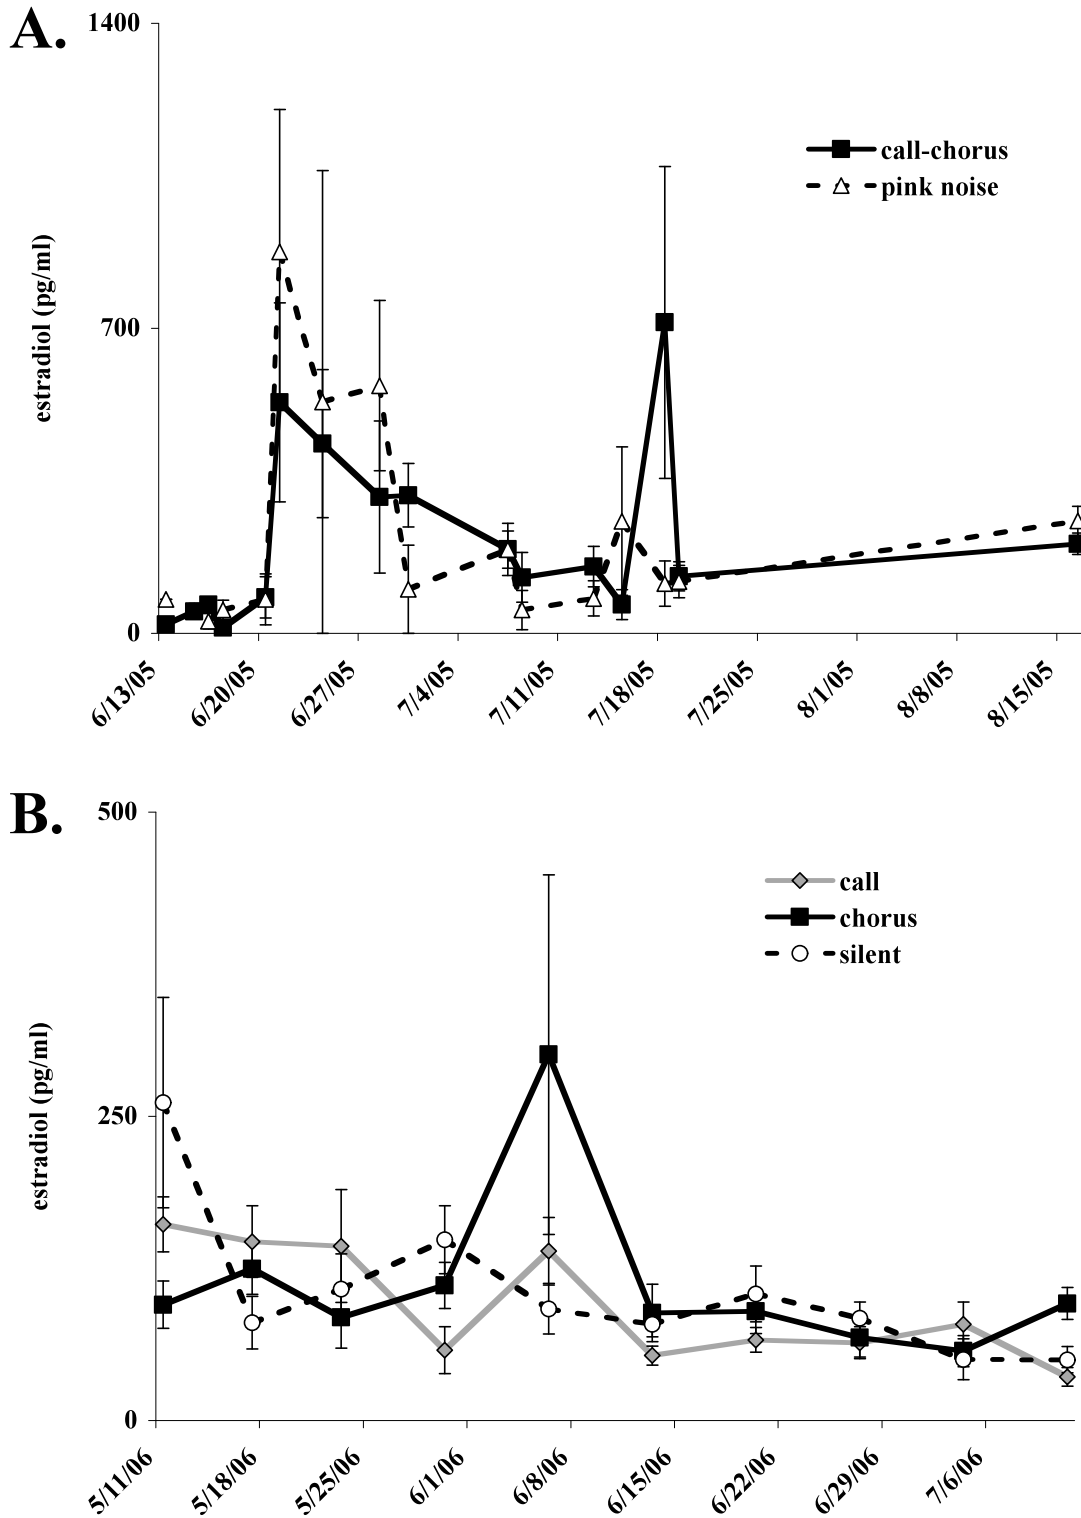 A.
1400
call-chorus
pink noise
estradiol (pg/ml)
700
0
6/13/05
6/20/05
6/27/05
7/4/05
7/11/05
7/18/05
7/25/05
8/1/05
8/8/05
8/15/05
B.
500
call
chorus
silent
estradiol (pg/ml)
250
0
5/11/06
5/18/06
5/25/06
6/1/06
6/8/06
6/15/06
6/22/06
6/29/06
7/6/06